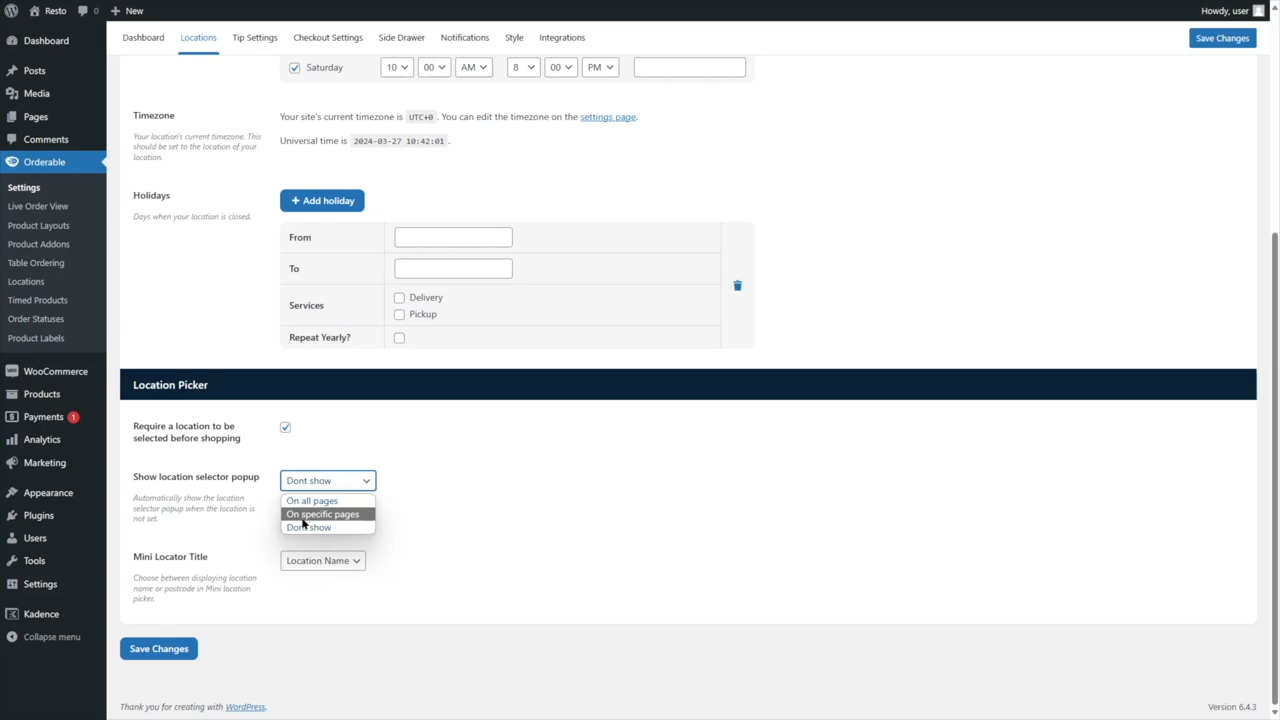 Resto
0
New
Howdy, user
Dashboard
Posts
Media
Pages
Comments
Orderable
Settings
Live Order View
Product Layouts
Product Addons
Table Ordering
Locations
Timed Products
Order Statuses
Product Labels
WooCommerce
Products
Payments 1
Analytics
Marketing
Appearance
Plugins
Users
Tools
Settings
Kadence
Collapse menu
Dashboard Locations Tip Settings Checkout Settings Side Drawer Notifications Style Integrations
Save Changes
Saturday 10 00 AM 8 00 PM
Timezone
Your location's current timezone. This
should be set to the location of your
location.
Your site's current timezone is UTC+0 . You can edit the timezone on the settings page.
Universal time is 2024-03-27 10:42:01 .
Holidays
Days when your location is closed.
+ Add holiday
From
To
Services
Delivery
Pickup
Repeat Yearly?
Location Picker
Require a location to be
selected before shopping
Show location selector popup
Automatically show the location
selector popup when the location is
not set.
Dont show
On all pages
On specific pages
Dont show
Mini Locator Title
Choose between displaying location
name or postcode in Mini location
picker.
Location Name
Save Changes
Thank you for creating with WordPress.
Version 6.4.3